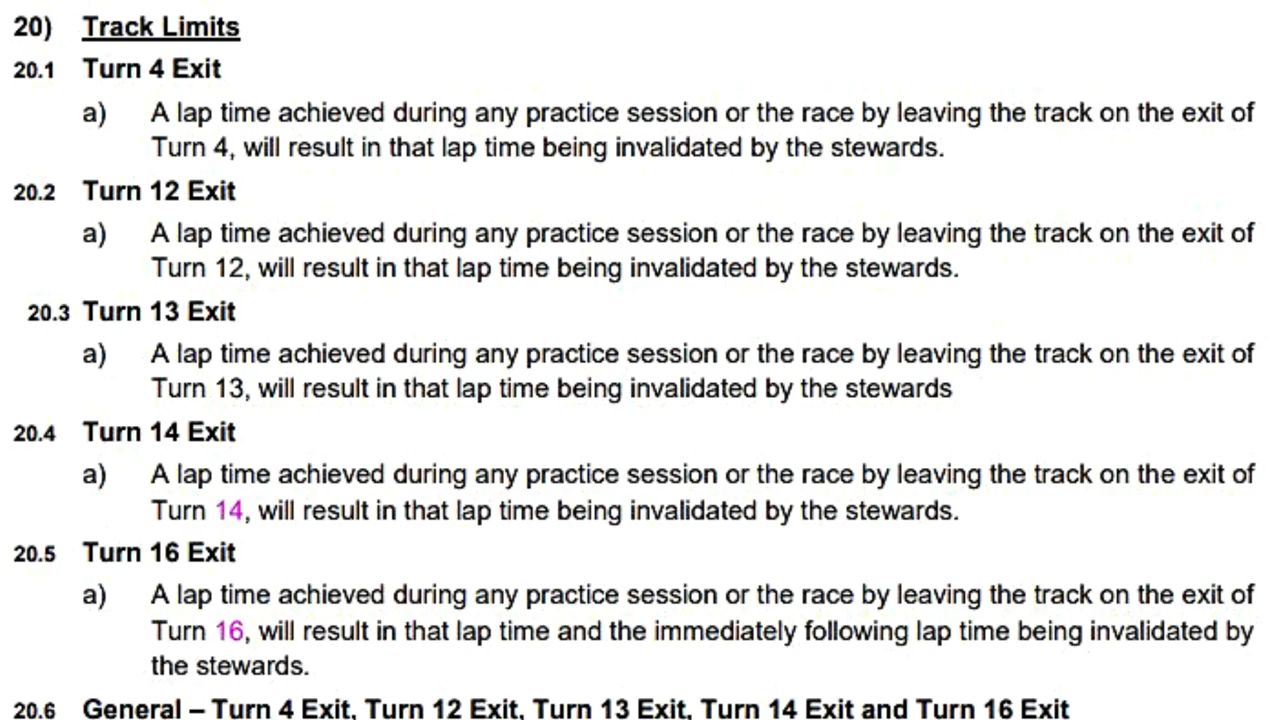 20) Track Limits
20.1 Turn 4 Exit
a) A lap time achieved during any practice session or the race by leaving the track on the exit of
Turn 4, will result in that lap time being invalidated by the stewards.
20.2 Turn 12 Exit
a) A lap time achieved during any practice session or the race by leaving the track on the exit of
Turn 12, will result in that lap time being invalidated by the stewards.
20.3 Turn 13 Exit
a) A lap time achieved during any practice session or the race by leaving the track on the exit of
Turn 13, will result in that lap time being invalidated by the stewards
20.4 Turn 14 Exit
a) A lap time achieved during any practice session or the race by leaving the track on the exit of
Turn 14, will result in that lap time being invalidated by the stewards.
20.5 Turn 16 Exit
a) A lap time achieved during any practice session or the race by leaving the track on the exit of
Turn 16, will result in that lap time and the immediately following lap time being invalidated by
the stewards.
20.6 General – Turn 4 Exit, Turn 12 Exit, Turn 13 Exit, Turn 14 Exit and Turn 16 Exit